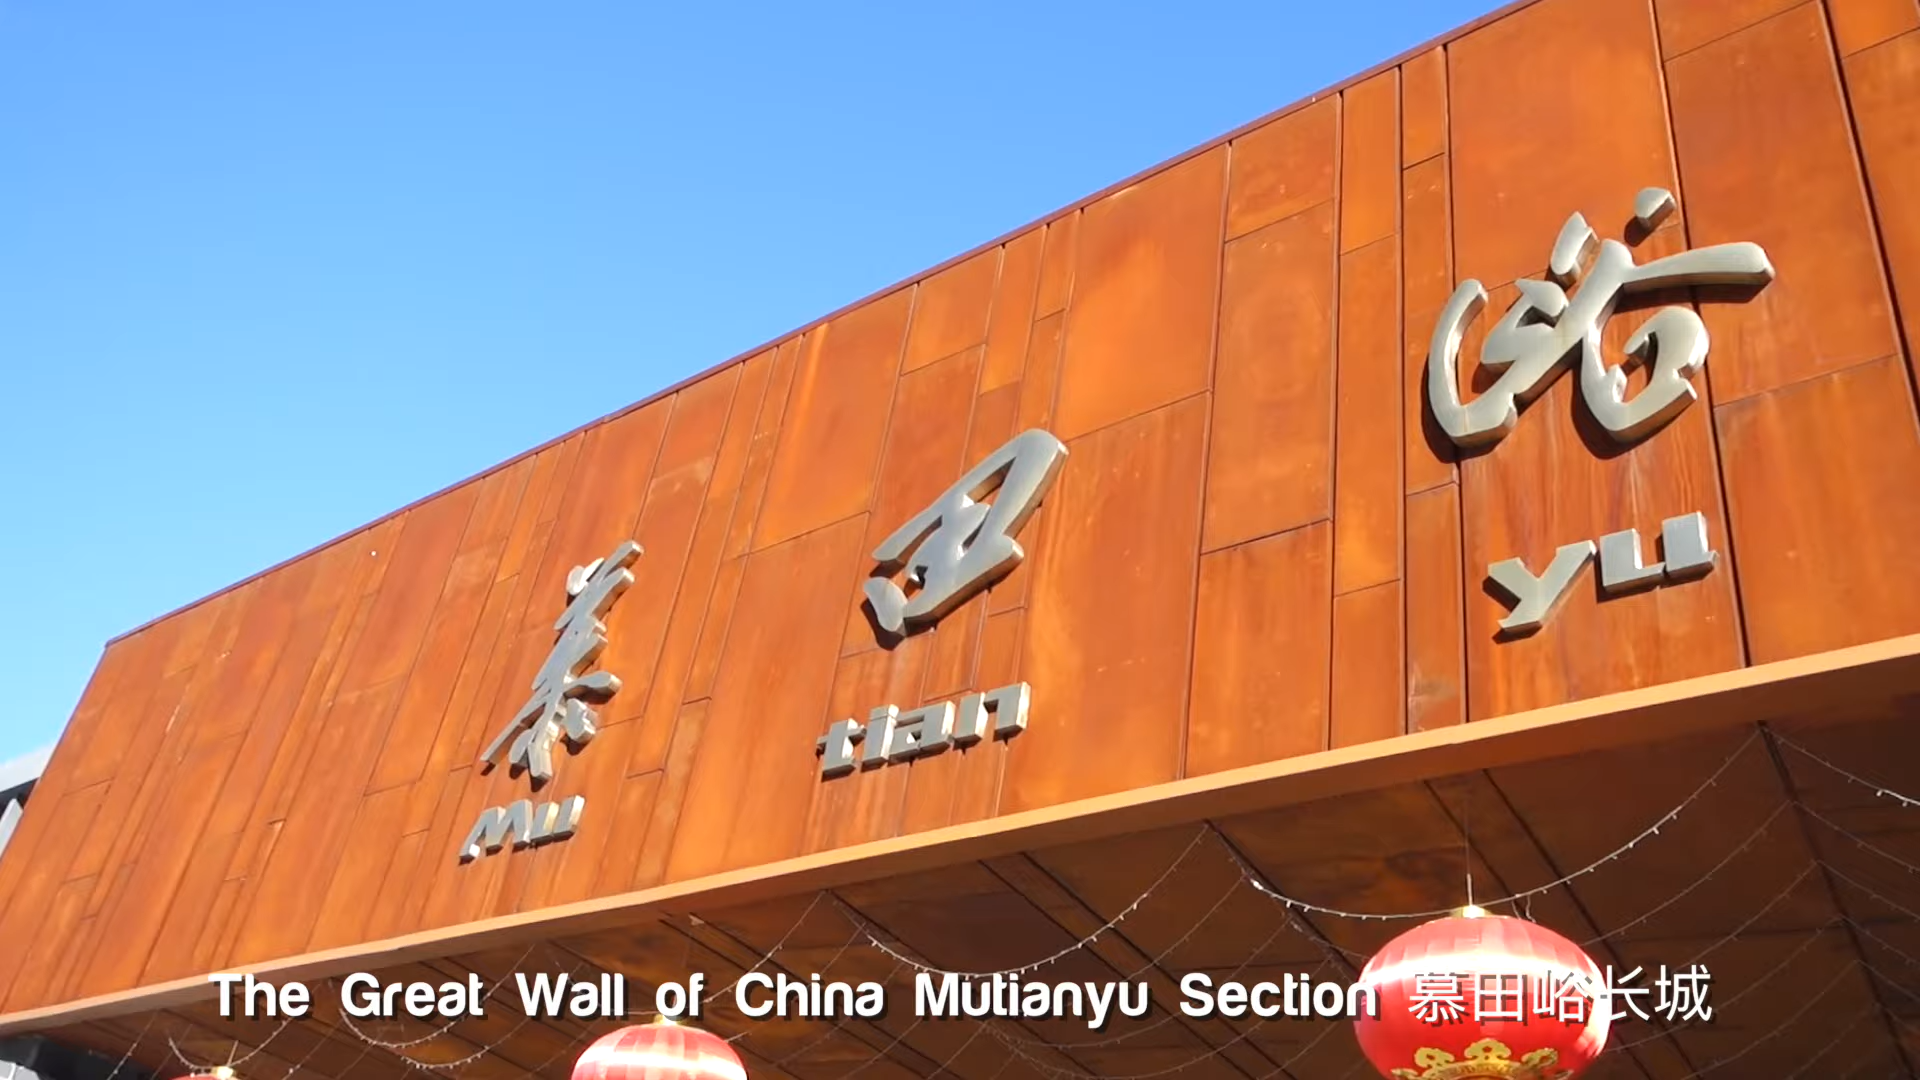 慕田峪
Mu tian yu
The Great Wall of China Mutianyu Section 慕田峪长城